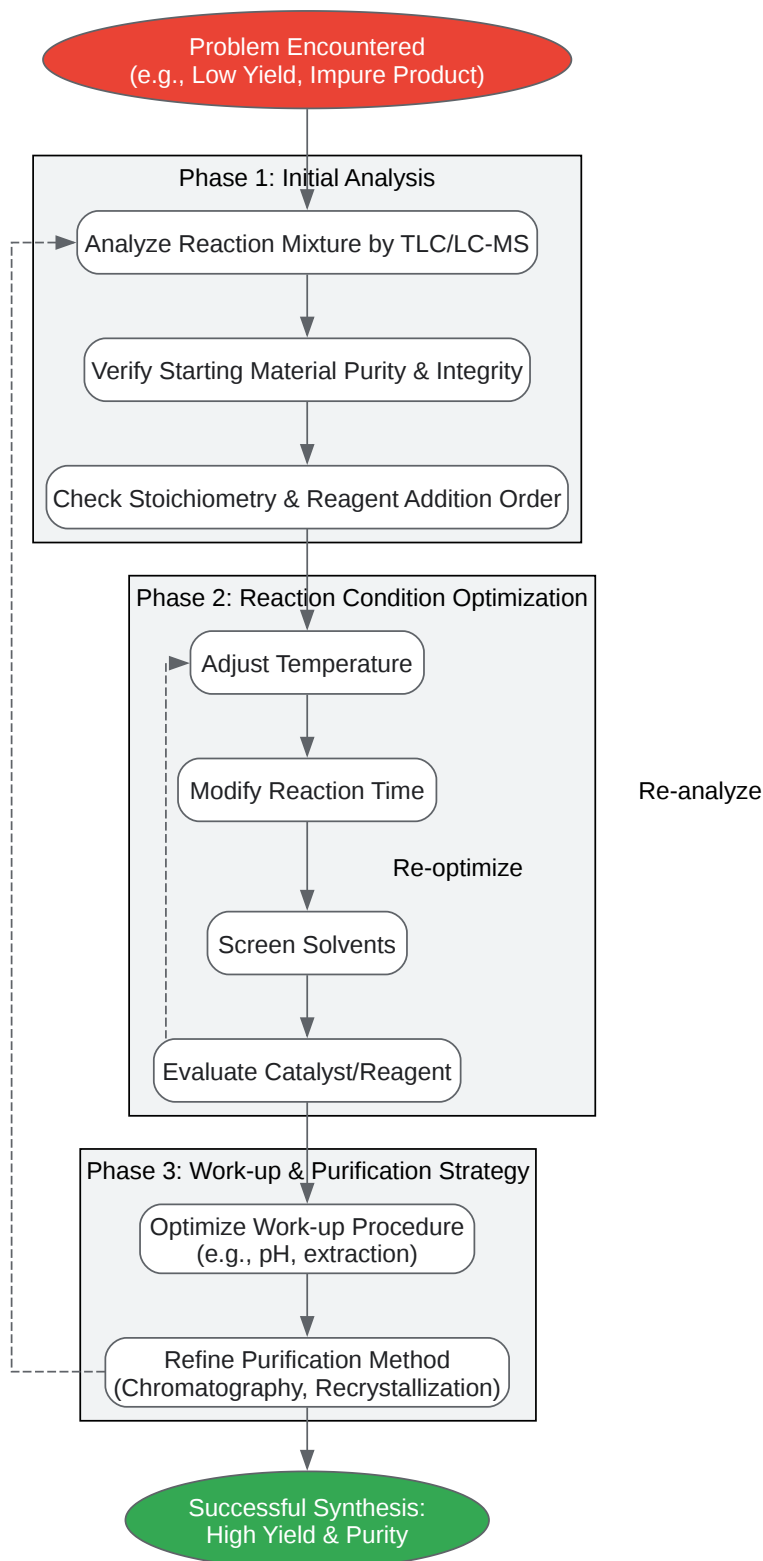 Problem Encountered
(e.g., Low Yield, Impure Product)
Phase 1: Initial Analysis
Analyze Reaction Mixture by TLC/LC-MS
Verify Starting Material Purity & Integrity
Check Stoichiometry & Reagent Addition Order
Phase 2: Reaction Condition Optimization
Adjust Temperature
Modify Reaction Time
Re-analyze
Re-optimize
Screen Solvents
Evaluate Catalyst/Reagent
Phase 3: Work-up & Purification Strategy
Optimize Work-up Procedure
(e.g., pH, extraction)
Refine Purification Method
(Chromatography, Recrystallization)
Successful Synthesis:
High Yield & Purity